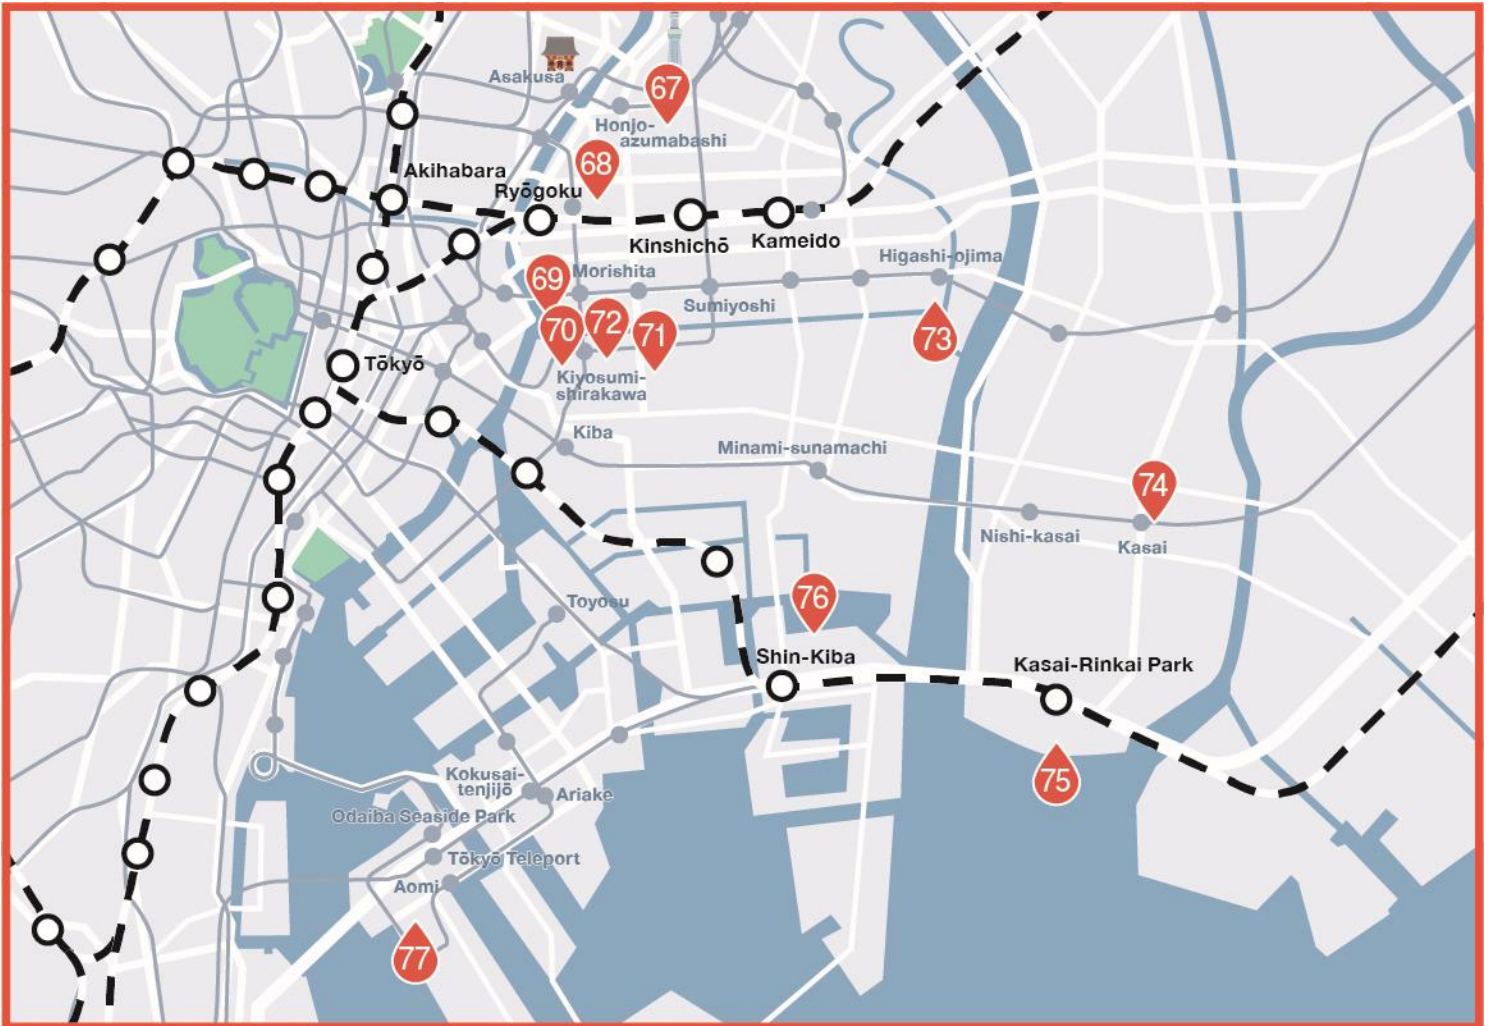 Asakusa
67
Honjo-
azumabashi
68
Akihabara
Ryōgoku
Kinshichō
Kameido
Higashi-ojima
69
Morishita
Sumiyoshi
70
72
71
73
Tōkyō
Kiyosumi-
shirakawa
Kiba
Minami-sunamachi
74
Nishi-kasai
Kasai
Toyosu
76
Shin-Kiba
Kasai-Rinkai Park
75
Kokusai-
tenjijō
Ariake
Odaiba Seaside Park
Tōkyō Teleport
Aomi
77